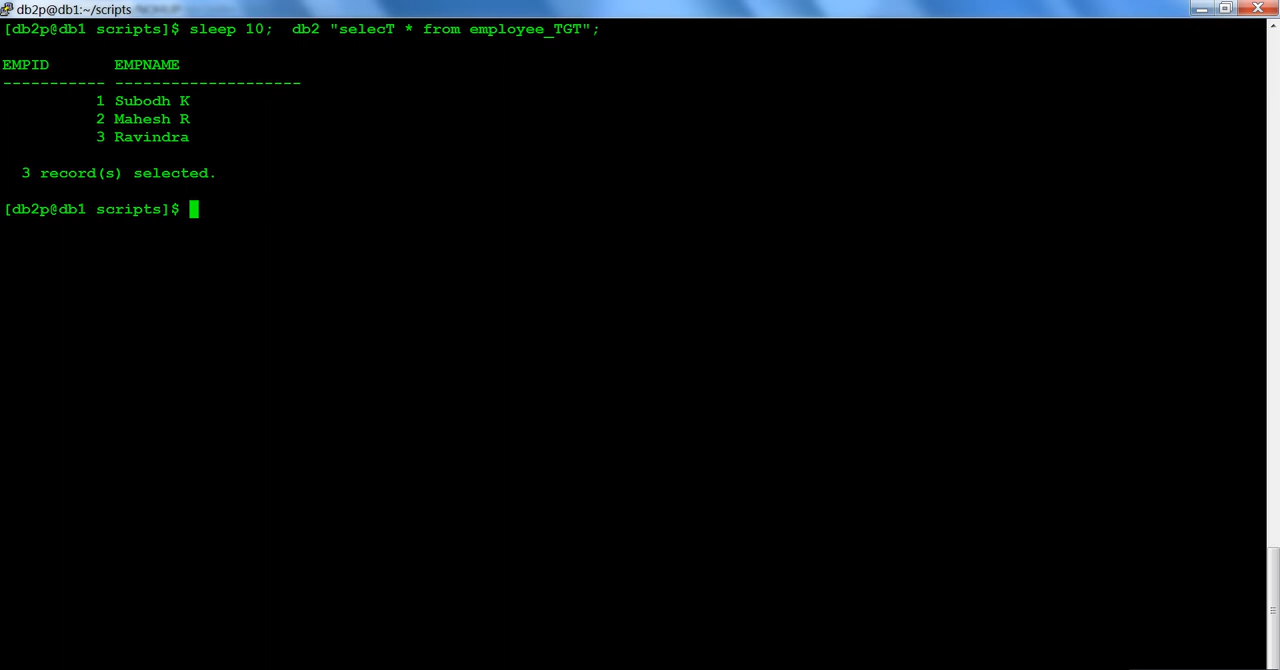 db2p@db1:~/scripts
[db2p@db1 scripts]$ sleep 10;  db2 "selecT * from employee_TGT";
EMPID       EMPNAME
----------- --------------------
          1 Subodh K
          2 Mahesh R
          3 Ravindra
  3 record(s) selected.
[db2p@db1 scripts]$